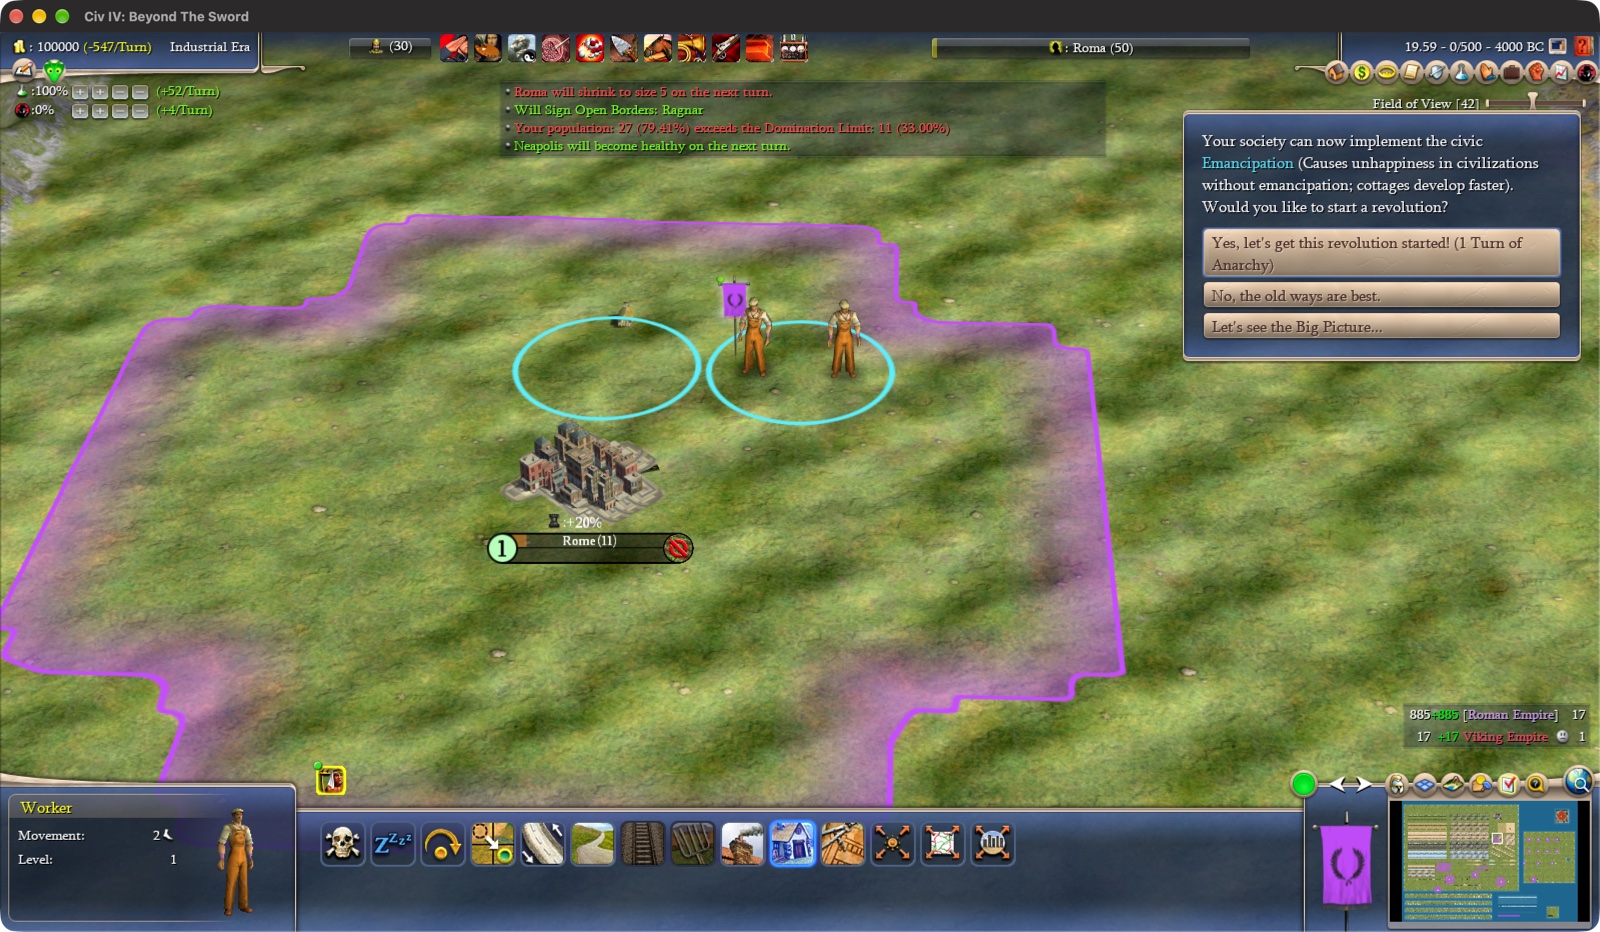 Civ IV: Beyond The Sword
: 100000 (-547/Turn) Industrial Era
(30)
: Roma (50)
19.59 - 0/500 - 4000 BC
:100% (+52/Turn)
:0% (+4/Turn)
• Roma will shrink to size 5 on the next turn.
• Will Sign Open Borders: Ragnar
• Your population: 27 (79.41%) exceeds the Domination Limit: 11 (33.00%)
• Neapolis will become healthy on the next turn.
Field of View [42]
Your society can now implement the civic
Emancipation (Causes unhappiness in civilizations
without emancipation; cottages develop faster).
Would you like to start a revolution?
Yes, let's get this revolution started! (1 Turn of
Anarchy)
No, the old ways are best.
Let's see the Big Picture...
:+20%
1 Rome (11)
885+885 [Roman Empire] 17
17 +17 Viking Empire 1
Worker
Movement: 2
Level: 1
ZZZzz